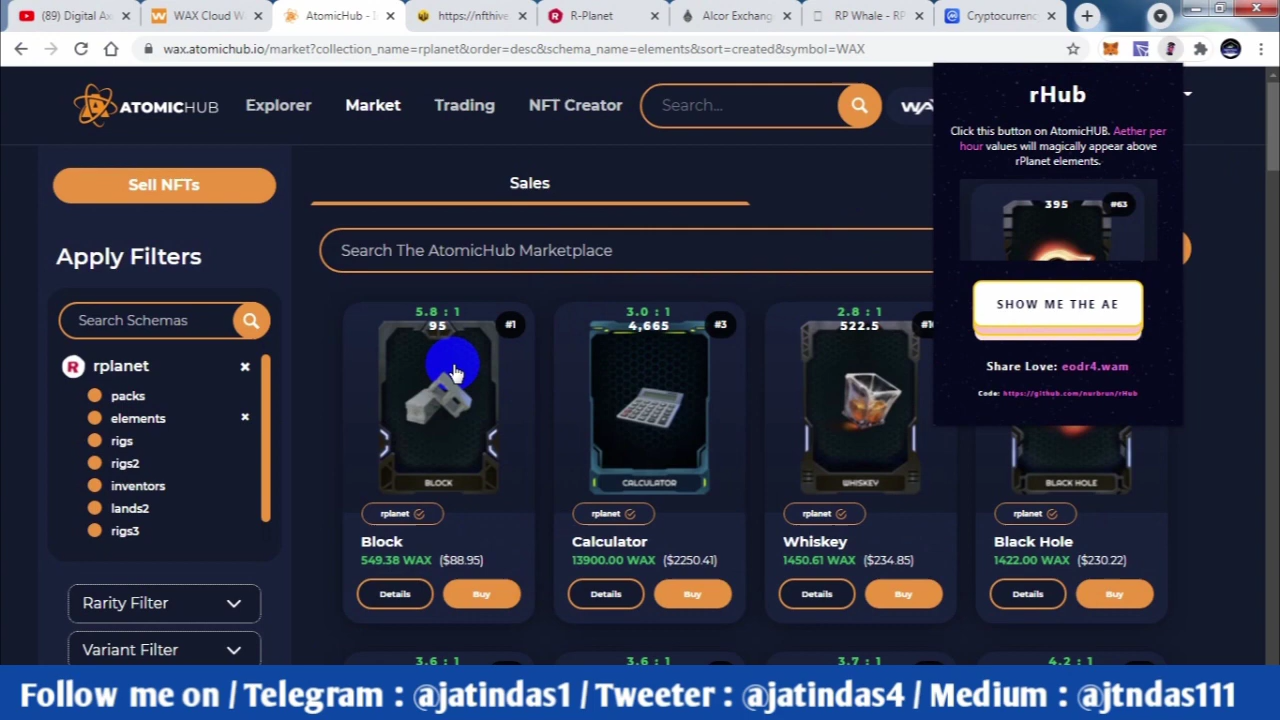 (89) Digital As
WAX Cloud W
AtomicHub -
https://nfthive
R-Planet
Alcor Exchang
RP Whale - RP
Cryptocurrenc
wax.atomichub.io/market?collection_name=rplanet&order=desc&schema_name=elements&sort=created&symbol=WAX
ATOMICHUB
Explorer
Market
Trading
NFT Creator
Search...
Sell NFTs
Sales
Apply Filters
Search The AtomicHub Marketplace
Search Schemas
rplanet
packs
elements
rigs
rigs2
inventors
lands2
rigs3
Rarity Filter
Variant Filter
5.8 : 1
95
#1
BLOCK
rplanet
Block
549.38 WAX ($88.95)
Details
Buy
3.0 : 1
4,665
#3
CALCULATOR
rplanet
Calculator
13900.00 WAX ($2250.41)
Details
Buy
2.8 : 1
522.5
WHISKEY
rplanet
Whiskey
1450.61 WAX ($234.85)
Details
Buy
BLACK HOLE
rplanet
Black Hole
1422.00 WAX ($230.22)
Details
Buy
3.6 : 1
3.6 : 1
3.7 : 1
4.2 : 1
rHub
Click this button on AtomicHUB. Aether per
hour values will magically appear above
rPlanet elements.
395
#63
SHOW ME THE AE
Share Love: eodr4.wam
Code: https://github.com/nurbrun/rHub
Follow me on / Telegram : @jatindas1 / Tweeter : @jatindas4 / Medium : @jtndas111